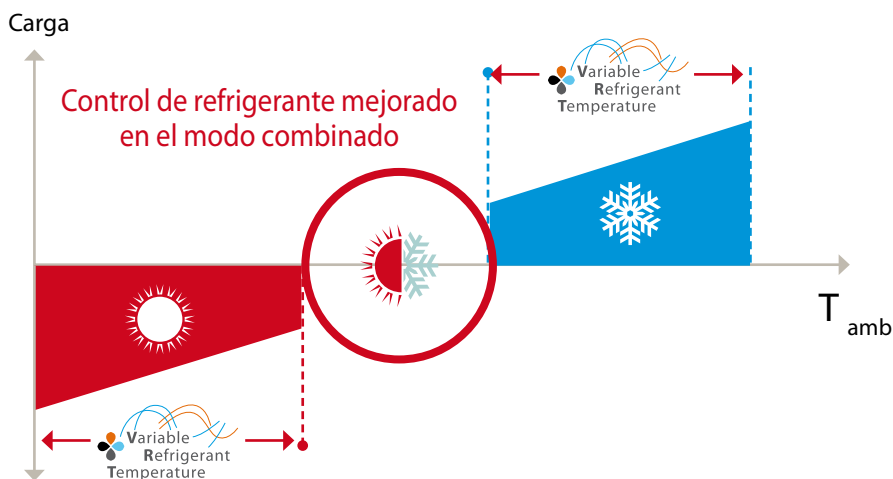 Carga
Variable
Refrigerant
Temperature
Control de refrigerante mejorado
en el modo combinado
T amb
Variable
Refrigerant
Temperature